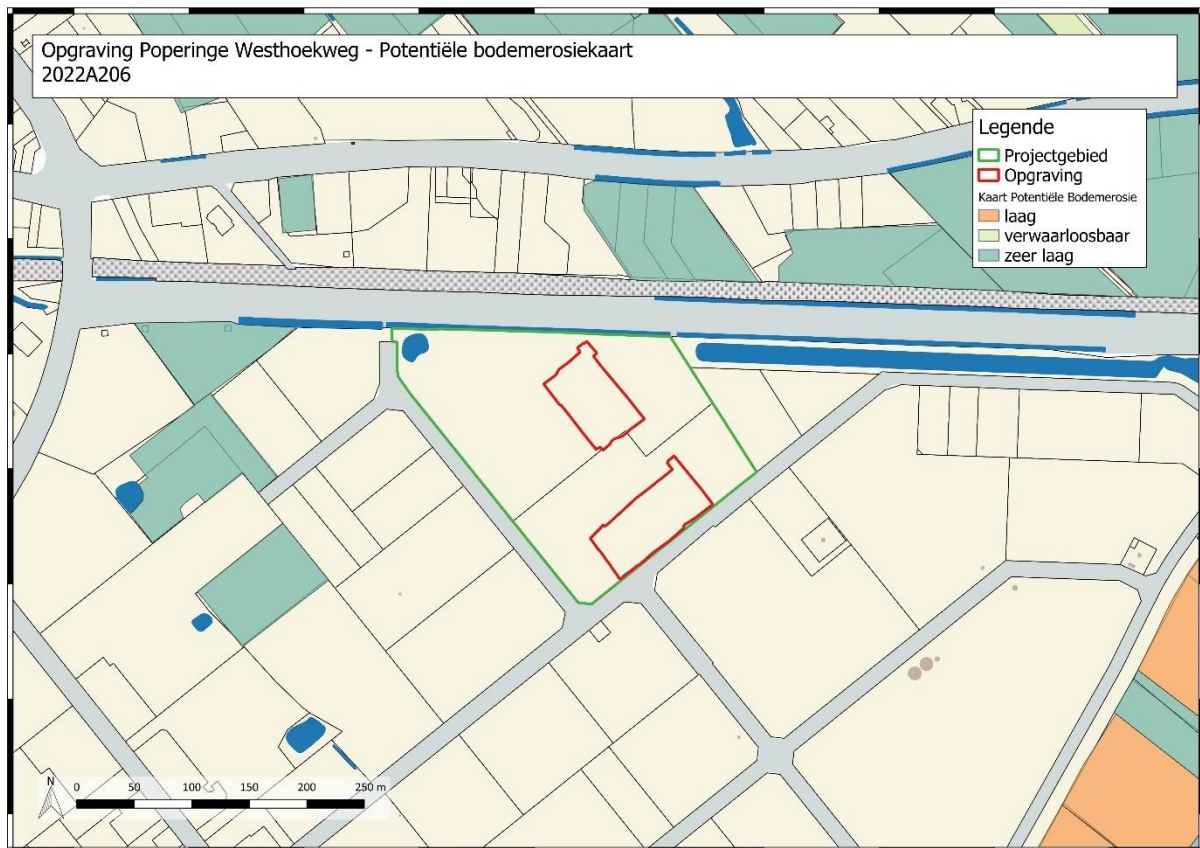 Opgraving Poperinge Westhoekweg - Potentiële bodemerosiekaart
2022A206
Legende
Projectgebied
Opgraving
Kaart Potentiële Bodemerosie
laag
verwaarloosbaar
zeer laag
N
0 50 100 150 200 250 m